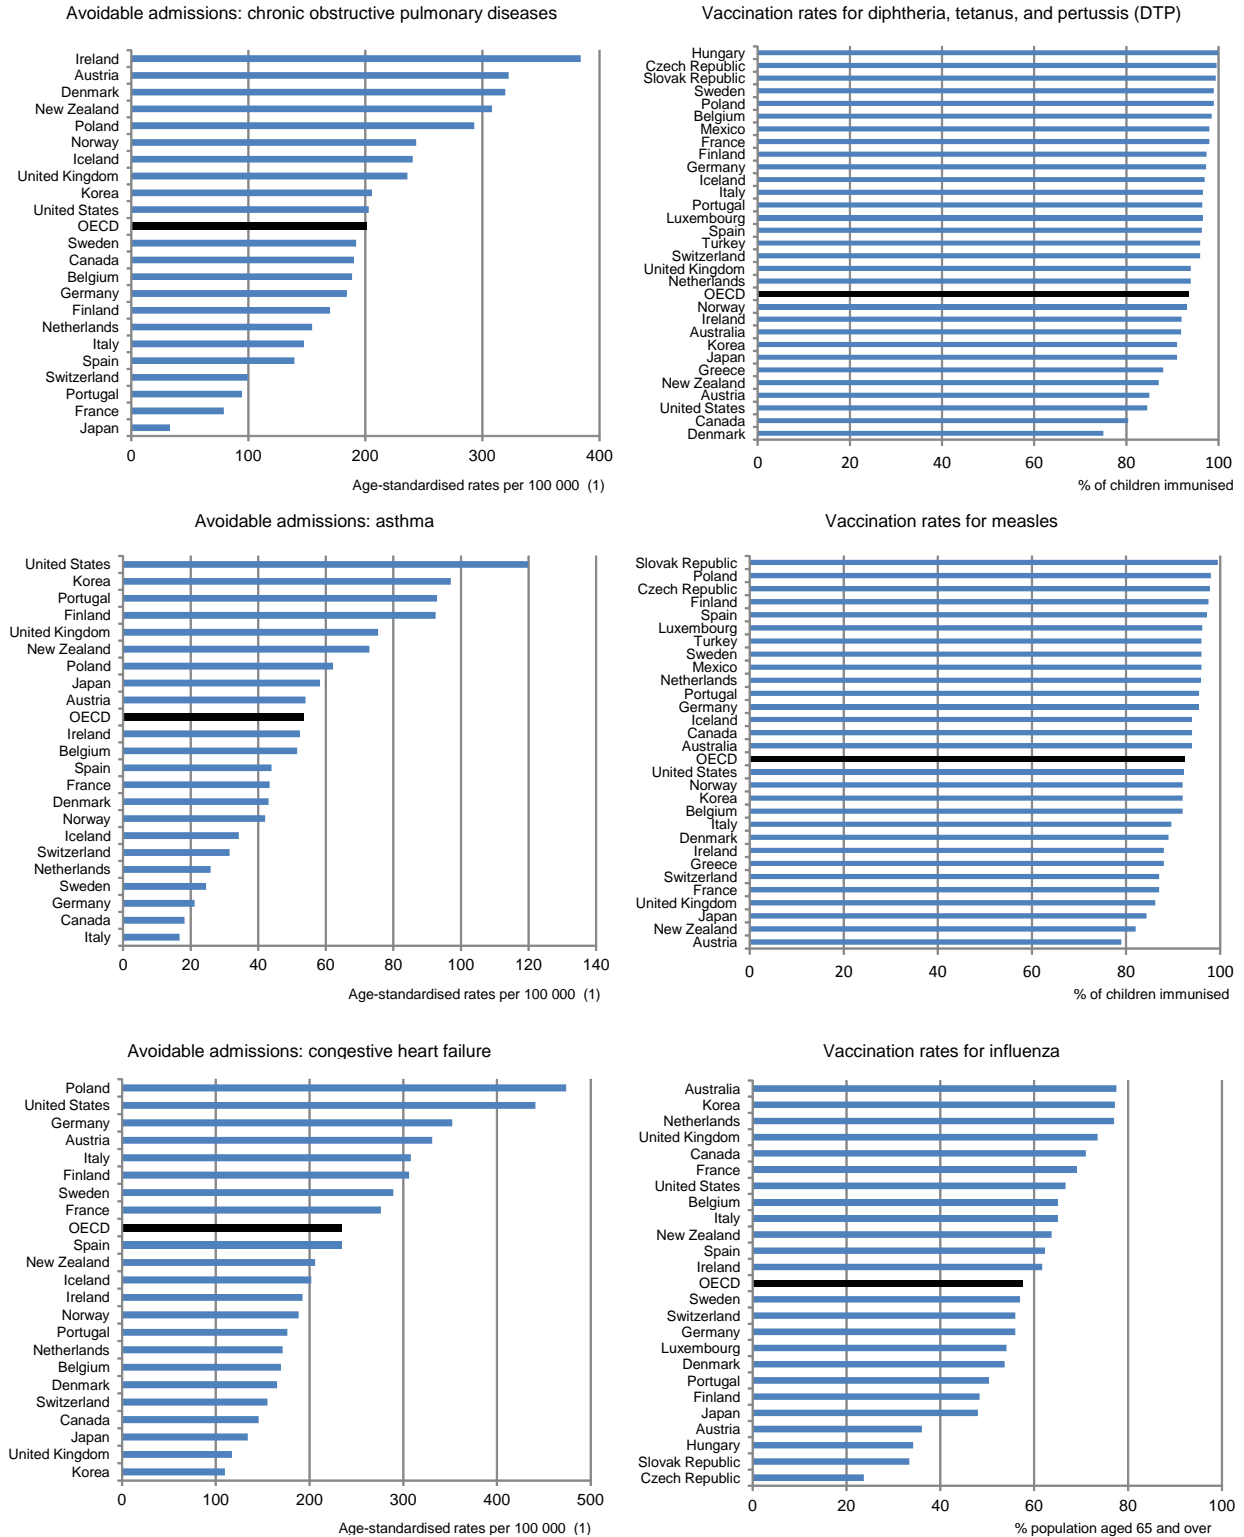 Avoidable admissions: chronic obstructive pulmonary diseases
Ireland
Austria
Denmark
New Zealand
Poland
Norway
Iceland
United Kingdom
Korea
United States
OECD
Sweden
Canada
Belgium
Germany
Finland
Netherlands
Italy
Spain
Switzerland
Portugal
France
Japan
0 100 200 300 400
Age-standardised rates per 100 000 (1)
Vaccination rates for diphtheria, tetanus, and pertussis (DTP)
Hungary
Czech Republic
Slovak Republic
Sweden
Poland
Belgium
Mexico
France
Finland
Germany
Iceland
Italy
Portugal
Luxembourg
Spain
Turkey
Switzerland
United Kingdom
Netherlands
OECD
Norway
Ireland
Australia
Korea
Japan
Greece
New Zealand
Austria
United States
Canada
Denmark
0 20 40 60 80 100
% of children immunised
Avoidable admissions: asthma
United States
Korea
Portugal
Finland
United Kingdom
New Zealand
Poland
Japan
Austria
OECD
Ireland
Belgium
Spain
France
Denmark
Norway
Iceland
Switzerland
Netherlands
Sweden
Germany
Canada
Italy
0 20 40 60 80 100 120 140
Age-standardised rates per 100 000 (1)
Vaccination rates for measles
Slovak Republic
Poland
Czech Republic
Finland
Spain
Luxembourg
Turkey
Sweden
Mexico
Netherlands
Portugal
Germany
Iceland
Canada
Australia
OECD
United States
Norway
Korea
Belgium
Italy
Denmark
Ireland
Greece
Switzerland
France
United Kingdom
Japan
New Zealand
Austria
0 20 40 60 80 100
% of children immunised
Avoidable admissions: congestive heart failure
Poland
United States
Germany
Austria
Italy
Finland
Sweden
France
OECD
Spain
New Zealand
Iceland
Ireland
Norway
Portugal
Netherlands
Belgium
Denmark
Switzerland
Canada
Japan
United Kingdom
Korea
0 100 200 300 400 500
Age-standardised rates per 100 000 (1)
Vaccination rates for influenza
Australia
Korea
Netherlands
United Kingdom
Canada
France
United States
Belgium
Italy
New Zealand
Spain
Ireland
OECD
Sweden
Switzerland
Germany
Luxembourg
Denmark
Portugal
Finland
Japan
Austria
Hungary
Slovak Republic
Czech Republic
0 20 40 60 80 100
% population aged 65 and over